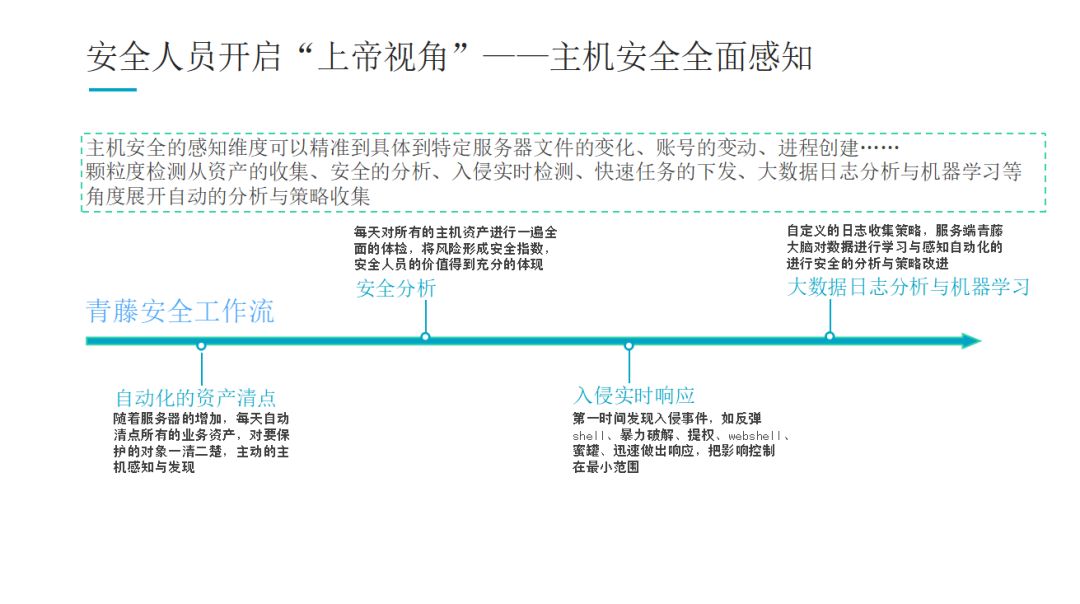 安全人员开启“上帝视角”——主机安全全面感知
主机安全的感知维度可以精准到具体到特定服务器文件的变化、账号的变动、进程创建……
颗粒度检测从资产的收集、安全的分析、入侵实时检测、快速任务的下发、大数据日志分析与机器学习等
角度展开自动的分析与策略收集
每天对所有的主机资产进行一遍全
面的体检，将风险形成安全指数，
安全人员的价值得到充分的体现
安全分析
自定义的日志收集策略，服务端青藤
大脑对数据进行学习与感知自动化的
进行安全的分析与策略改进
大数据日志分析与机器学习
青藤安全工作流
自动化的资产清点
随着服务器的增加，每天自动
清点所有的业务资产，对要保
护的对象一清二楚，主动的主
机感知与发现
入侵实时响应
第一时间发现入侵事件，如反弹
shell、暴力破解、提权、webshell、
蜜罐、迅速做出响应，把影响控制
在最小范围